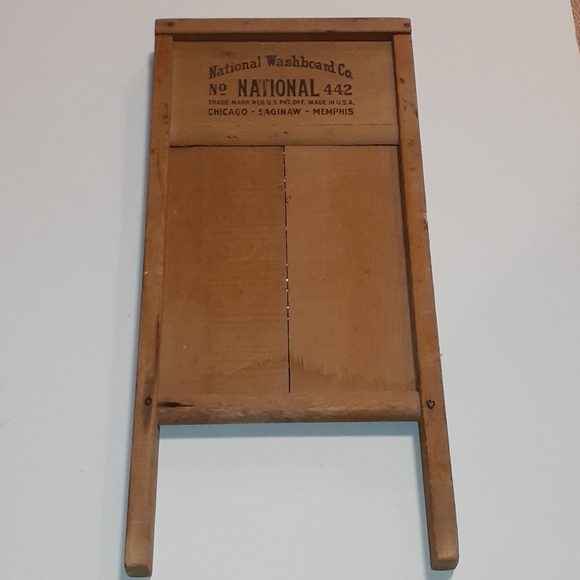 National Washboard Co.
No NATIONAL 442
TRADE MARK REG. U.S. PAT. OFF. MADE IN U.S.A.
CHICAGO - SAGINAW - MEMPHIS